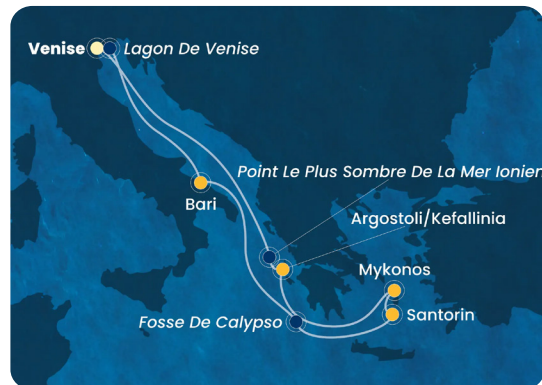 Venise
Lagon De Venise
Point Le Plus Sombre De La Mer Ionien
Bari
Argostoli/Kefallinia
Mykonos
Santorin
Fosse De Calypso